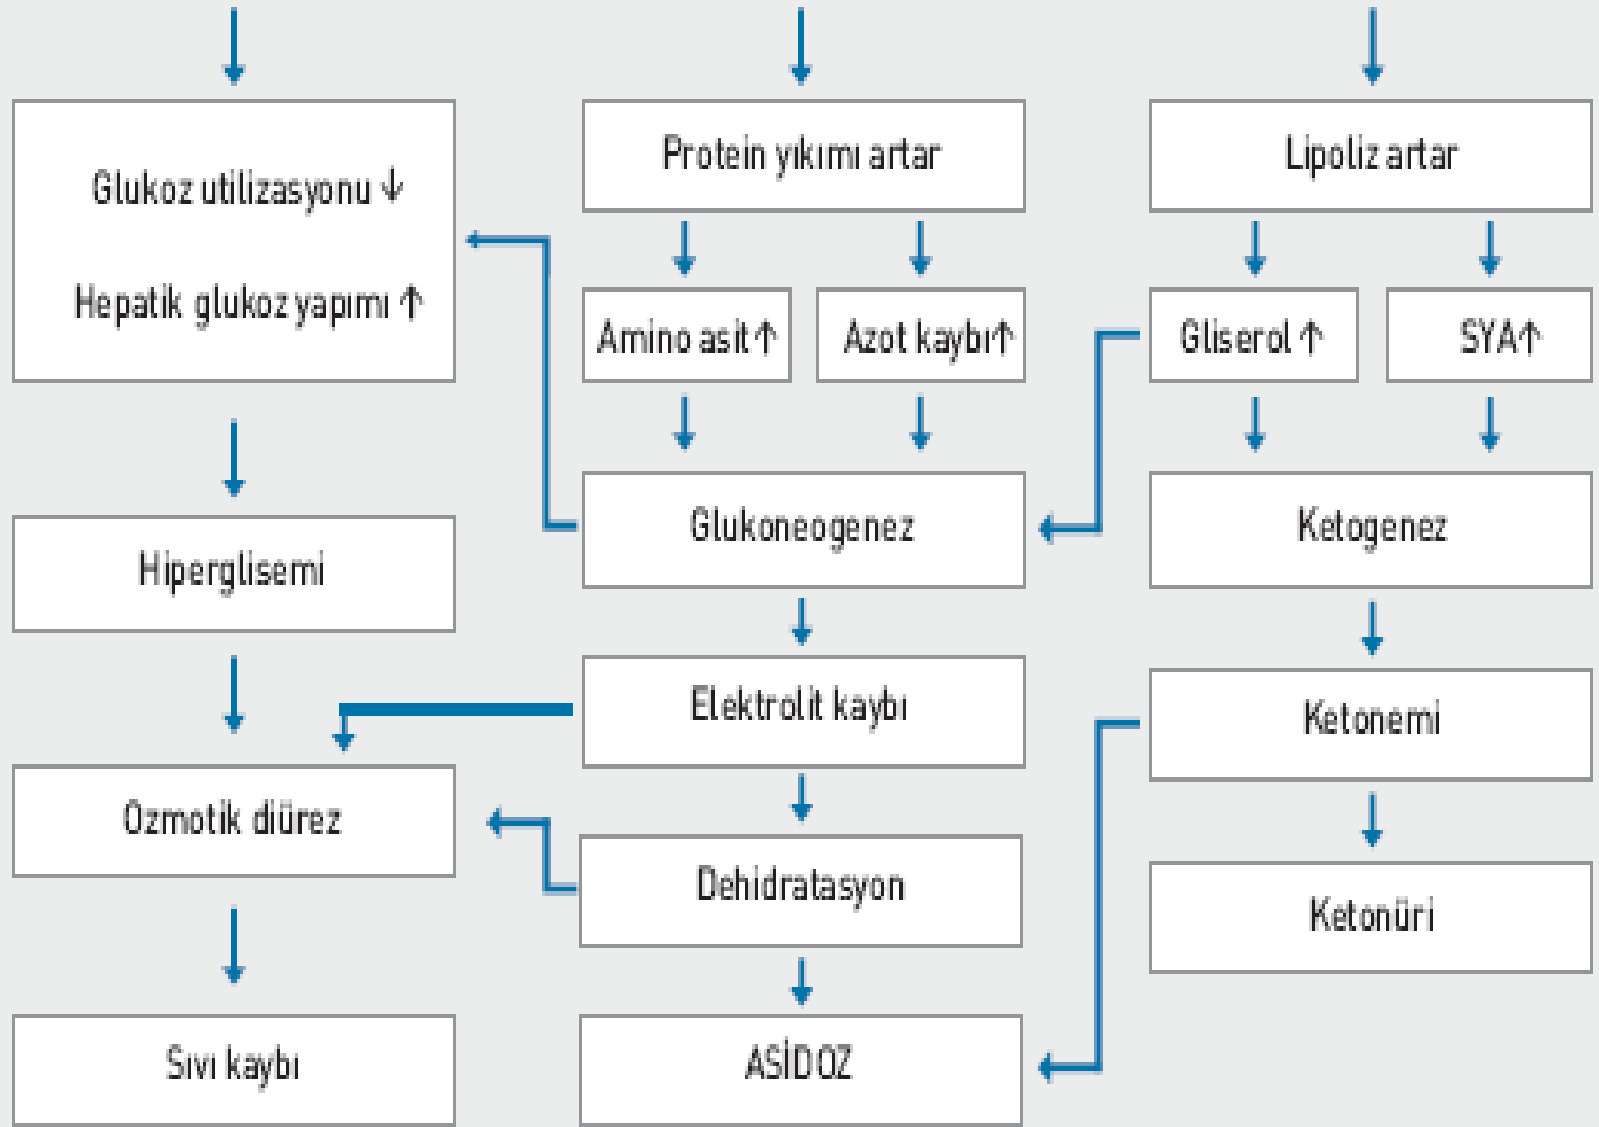 Glukoz utilizasyonu ↓
Hepatik glukoz yapımı ↑
Hiperglisemi
Ozmotik diürez
Sıvı kaybı
Protein yıkımı artar
Amino asit↑
Azot kaybı↑
Glukoneogenez
Elektrolit kaybı
Dehidratasyon
ASİDOZ
Lipoliz artar
Gliserol ↑
SYA↑
Ketogenez
Ketonemi
Ketonüri